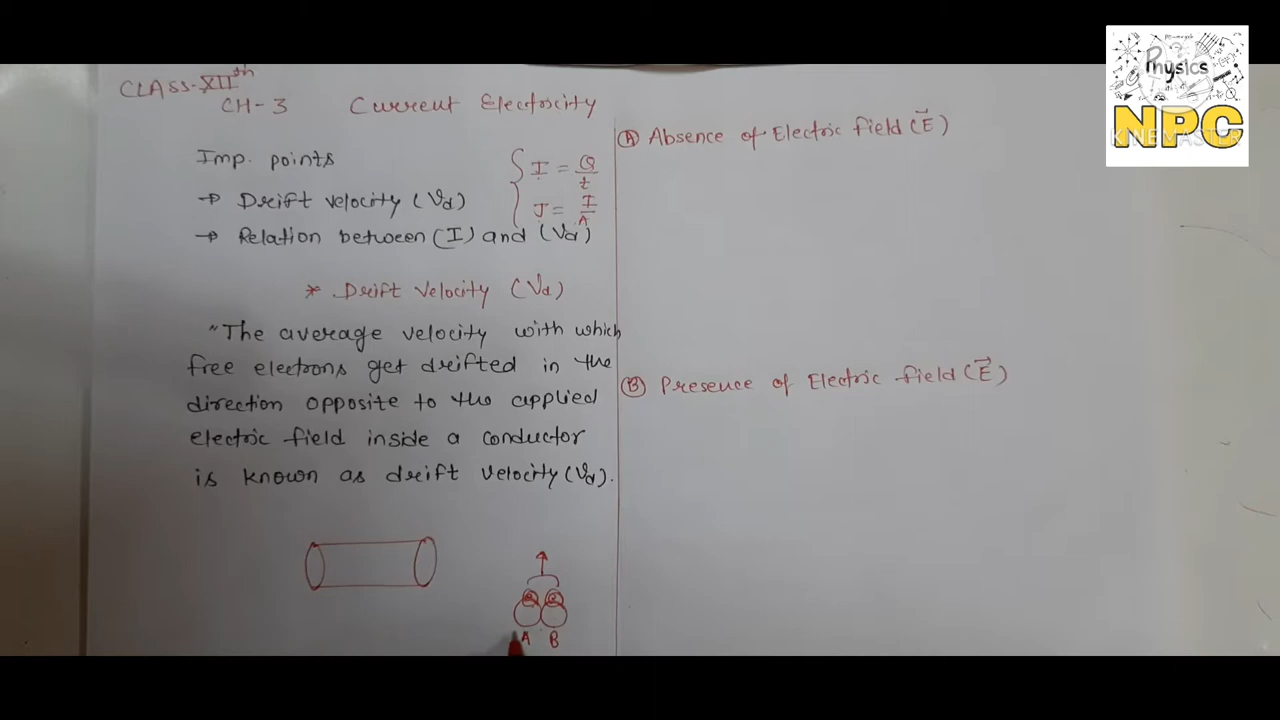 CLASS-XIIth
CH-3 Current Electricity
Imp. points
→ Drift velocity (Vd)
→ Relation between (I) and (Vd)
I = Q/t
J = I/A
* Drift Velocity (Vd)
"The average velocity with which
free electrons get drifted in the
direction opposite to the applied
electric field inside a conductor
is known as drift velocity (Vd).
A B
(A) Absence of Electric field (E⃗)
(B) Presence of Electric field (E⃗)
Physics
NPC
KINEMASTER